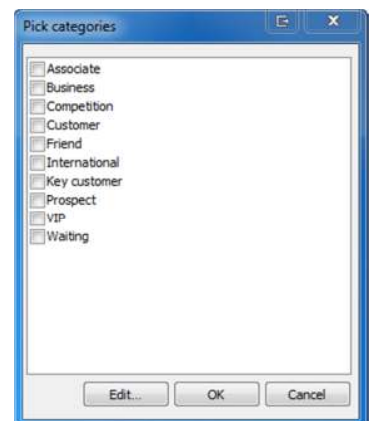 Pick categories
Associate
Business
Competition
Customer
Friend
International
Key customer
Prospect
VIP
Waiting
Edit... OK Cancel